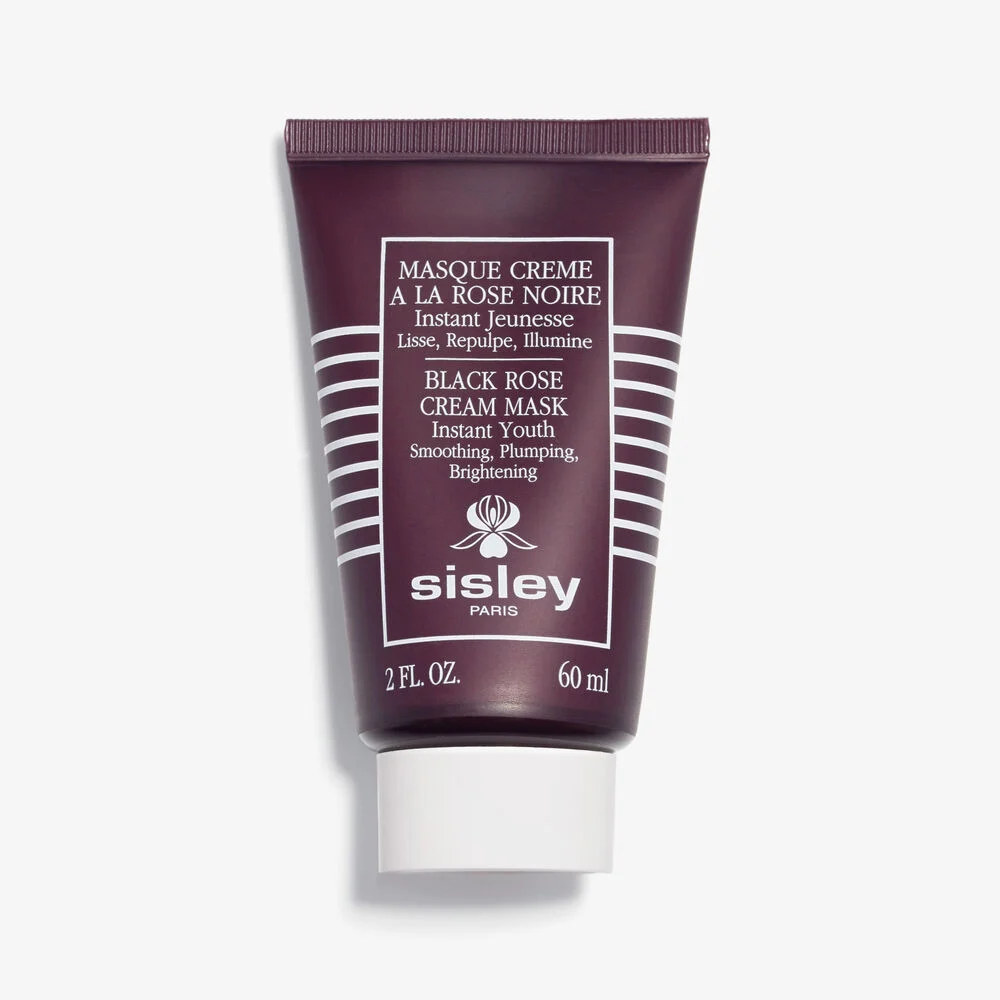 MASQUE CREME
A LA ROSE NOIRE
Instant Jeunesse
Lisse, Repulpe, Illumine
BLACK ROSE
CREAM MASK
Instant Youth
Smoothing, Plumping,
Brightening
sisley
PARIS
2 FL. OZ. 60 ml